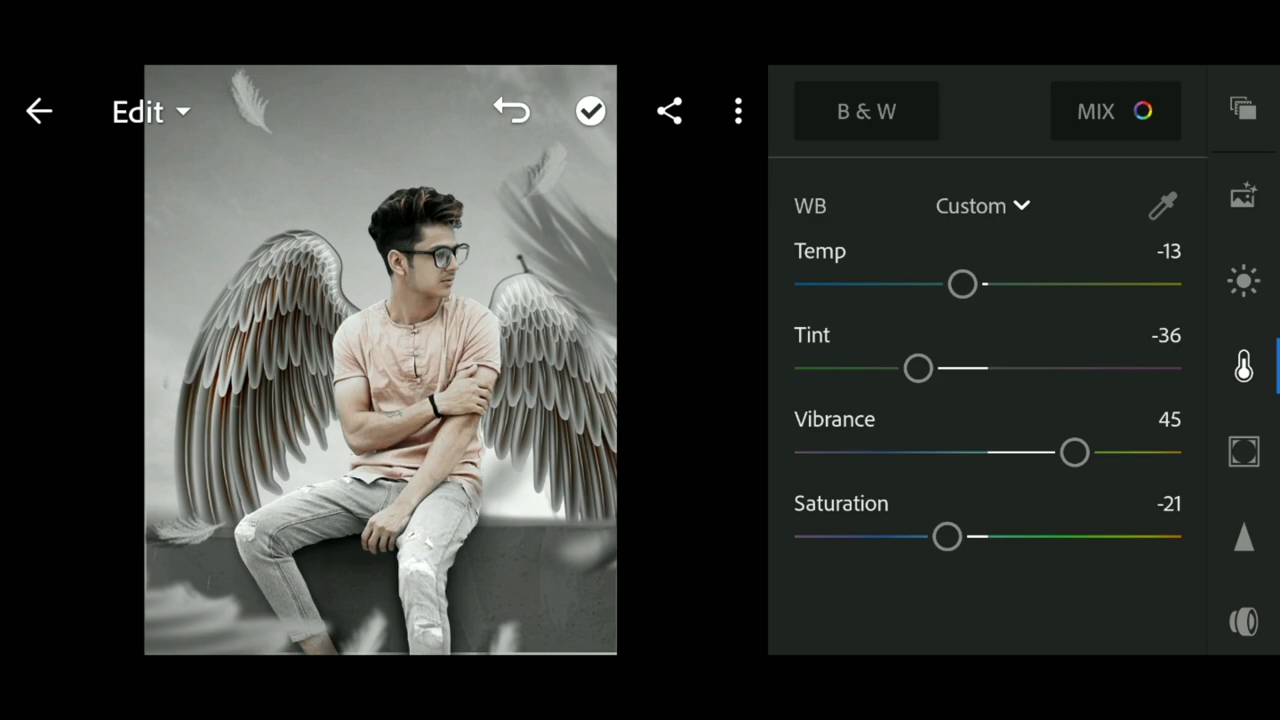 Edit
B & W
MIX
WB
Custom
Temp
-13
Tint
-36
Vibrance
45
Saturation
-21